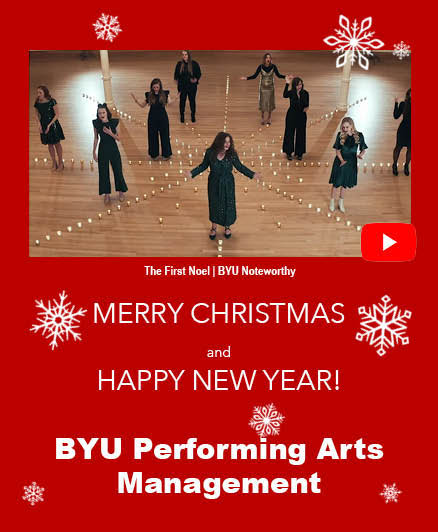 The First Noel | BYU Noteworthy
MERRY CHRISTMAS
and
HAPPY NEW YEAR!
BYU Performing Arts
Management